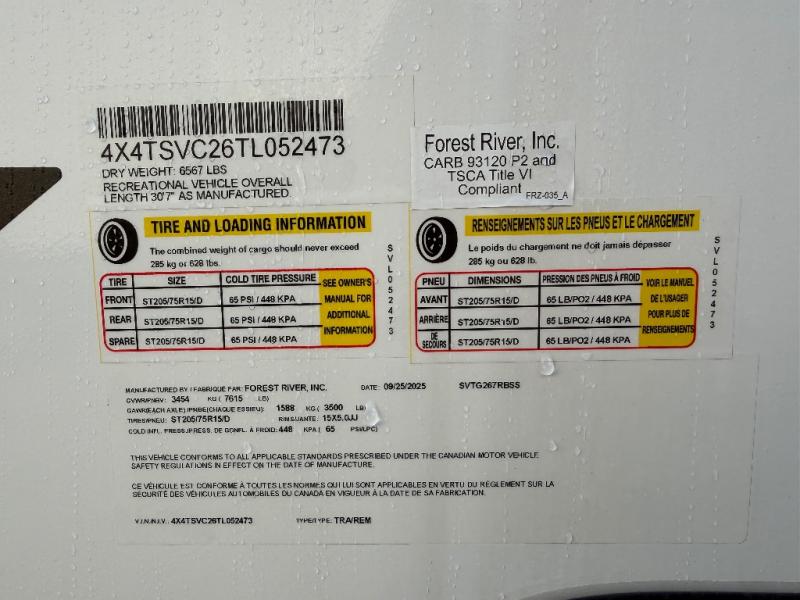 4X4TSVC26TL052473
DRY WEIGHT: 6567 LBS
RECREATIONAL VEHICLE OVERALL
LENGTH 30'7" AS MANUFACTURED.
Forest River, Inc.
CARB 93120 P2 and
TSCA Title VI
Compliant
FRZ-035_A
TIRE AND LOADING INFORMATION
The combined weight of cargo should never exceed
285 kg or 628 lbs.
TIRE SIZE COLD TIRE PRESSURE
FRONT ST205/75R15/D 65 PSI / 448 KPA
REAR ST205/75R15/D 65 PSI / 448 KPA
SPARE ST205/75R15/D 65 PSI / 448 KPA
SEE OWNER'S
MANUAL FOR
ADDITIONAL
INFORMATION
SVL052473
RENSEIGNEMENTS SUR LES PNEUS ET LE CHARGEMENT
Le poids du chargement ne doit jamais dépasser
285 kg ou 628 lb.
PNEU DIMENSIONS PRESSION DES PNEUS À FROID
AVANT ST205/75R15/D 65 LB/PO2 / 448 KPA
ARRIÈRE ST205/75R15/D 65 LB/PO2 / 448 KPA
DE SECOURS ST205/75R15/D 65 LB/PO2 / 448 KPA
VOIR LE MANUEL
DE L'USAGER
POUR PLUS DE
RENSEIGNEMENTS
SVL052473
MANUFACTURED BY / FABRIQUE PAR: FOREST RIVER, INC. DATE: 09/25/2025 SVTG267RBSS
GVWR/PNBV: 3454 KG ( 7615 LB)
GAWR(EACH AXLE)/PNBE(CHAQUE ESSIEU): 1588 KG ( 3500 LB)
TIRES/PNEU: ST205/75R15/D RIM/JANTE: 15X5.0JJ
COLD INFL. PRESS./PRESS. DE GONFL. À FROID: 448 KPA ( 65 PSI/LPC)
THIS VEHICLE CONFORMS TO ALL APPLICABLE STANDARDS PRESCRIBED UNDER THE CANADIAN MOTOR VEHICLE
SAFETY REGULATIONS IN EFFECT ON THE DATE OF MANUFACTURE.
CE VÉHICULE EST CONFORME À TOUTES LES NORMES QUI LUI SONT APPLICABLES EN VERTU DU RÈGLEMENT SUR LA
SÉCURITÉ DES VÉHICULES AUTOMOBILES DU CANADA EN VIGUEUR À LA DATE DE SA FABRICATION.
V.I.N./N.I.V.: 4X4TSVC26TL052473 TYPE/TYPE: TRA/REM